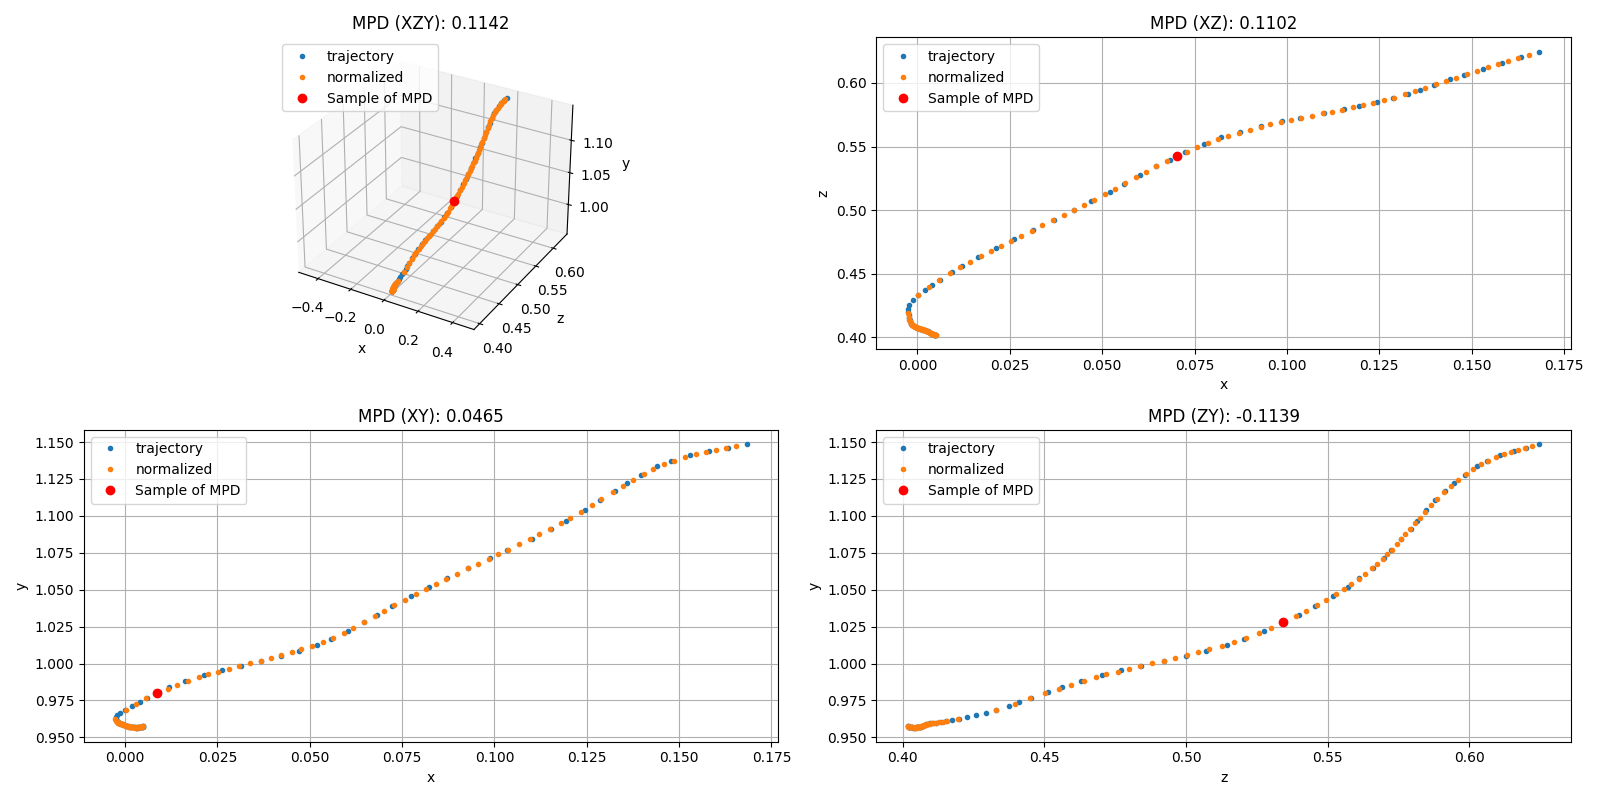 MPD (XZY): 0.1142
trajectory
normalized
Sample of MPD
1.10
1.05
1.00
y
−0.4
−0.2
0.0
0.2
0.4
x
0.40
0.45
0.50
0.55
0.60
z
MPD (XZ): 0.1102
trajectory
normalized
Sample of MPD
0.60
0.55
0.50
0.45
0.40
z
0.000 0.025 0.050 0.075 0.100 0.125 0.150 0.175
x
MPD (XY): 0.0465
trajectory
normalized
Sample of MPD
1.150
1.125
1.100
1.075
1.050
1.025
1.000
0.975
0.950
y
0.000 0.025 0.050 0.075 0.100 0.125 0.150 0.175
x
MPD (ZY): -0.1139
trajectory
normalized
Sample of MPD
1.150
1.125
1.100
1.075
1.050
1.025
1.000
0.975
0.950
y
0.40 0.45 0.50 0.55 0.60
z